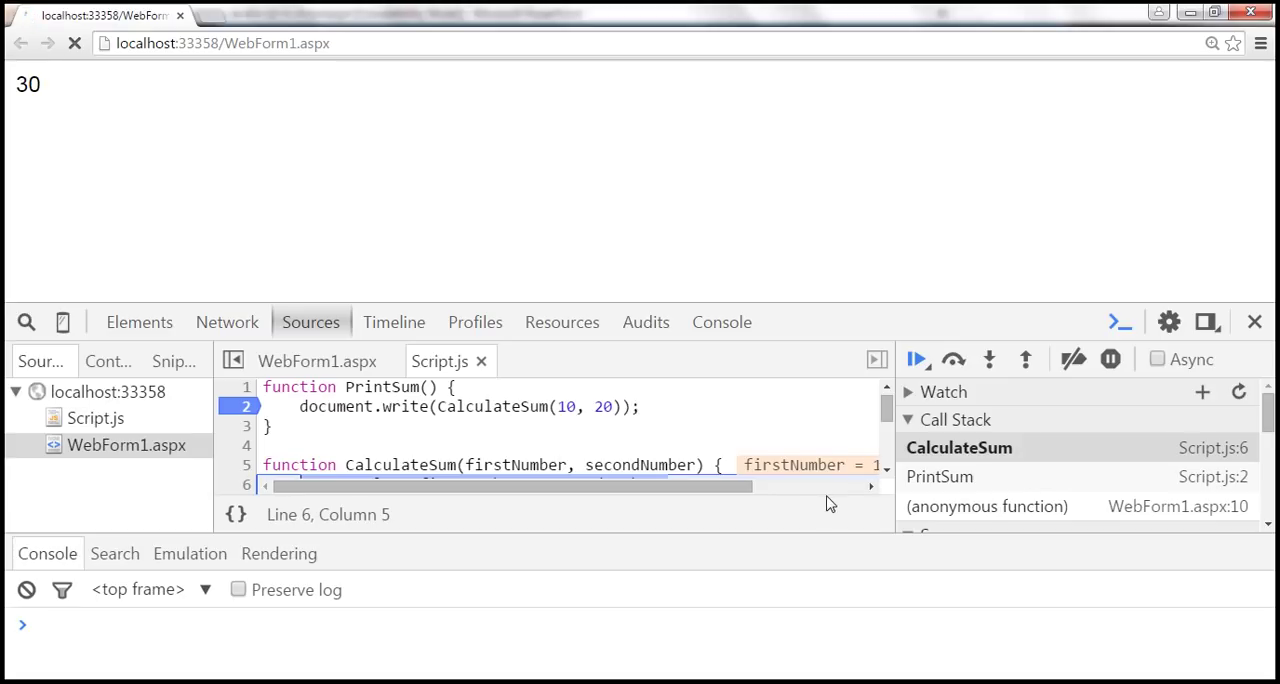 localhost:33358/WebForm
localhost:33358/WebForm1.aspx
30
Elements Network Sources Timeline Profiles Resources Audits Console
Sour... Cont... Snip...
WebForm1.aspx Script.js
Async
localhost:33358
Script.js
WebForm1.aspx
1 function PrintSum() {
2 document.write(CalculateSum(10, 20));
3 }
4
5 function CalculateSum(firstNumber, secondNumber) { firstNumber = 1
6
{} Line 6, Column 5
Watch
Call Stack
CalculateSum Script.js:6
PrintSum Script.js:2
(anonymous function) WebForm1.aspx:10
Console Search Emulation Rendering
<top frame> Preserve log